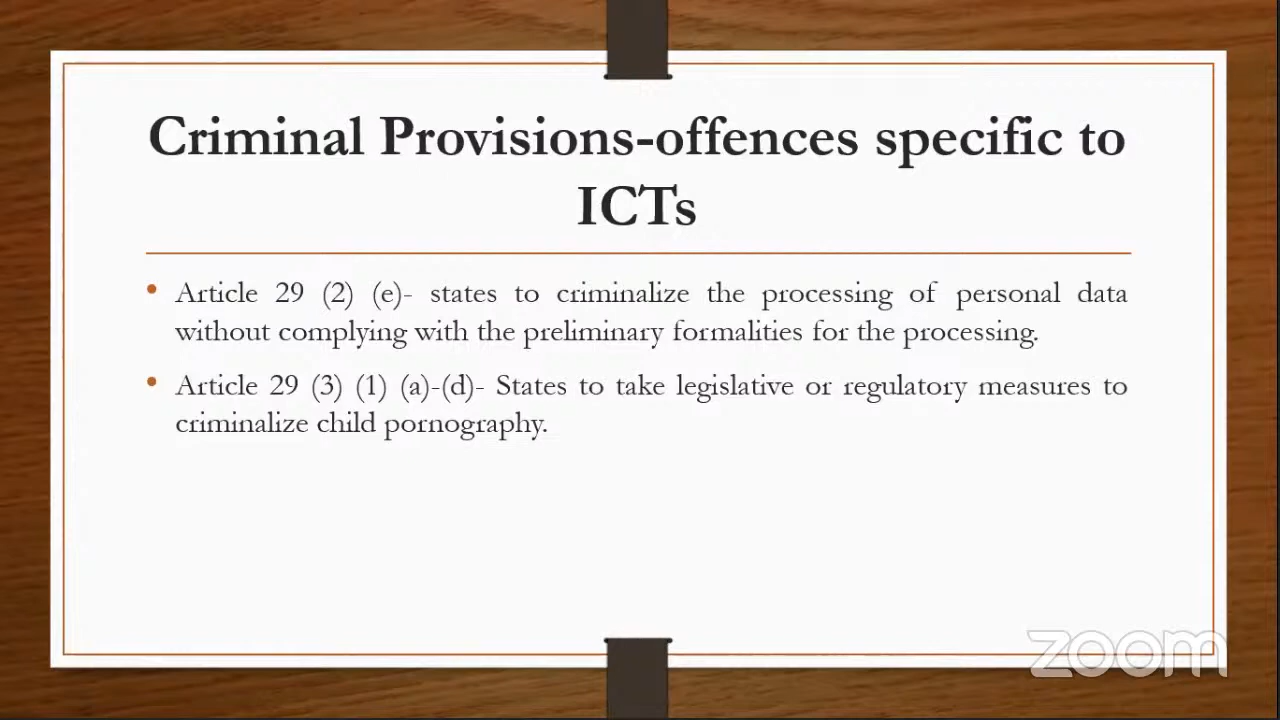 Criminal Provisions-offences specific to
ICTs
• Article 29 (2) (e)- states to criminalize the processing of personal data
without complying with the preliminary formalities for the processing.
• Article 29 (3) (1) (a)-(d)- States to take legislative or regulatory measures to
criminalize child pornography.
zoom